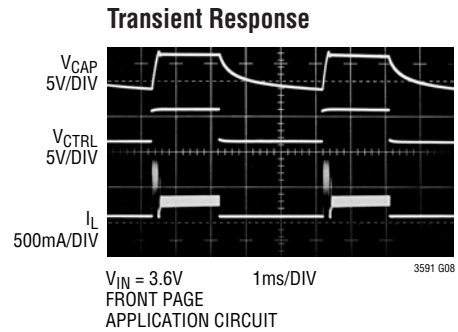 Transient Response
VCAP
5V/DIV
VCTRL
5V/DIV
IL
500mA/DIV
VIN = 3.6V
1ms/DIV
3591 G08
FRONT PAGE
APPLICATION CIRCUIT